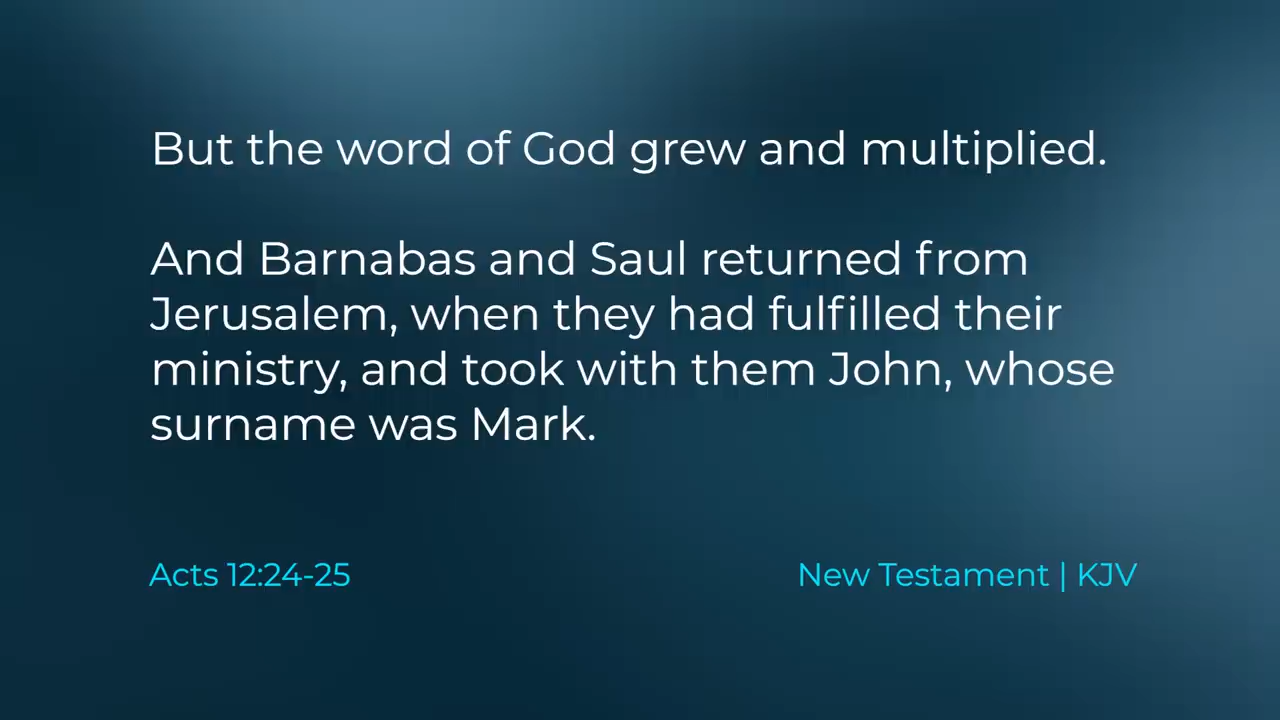 But the word of God grew and multiplied.
And Barnabas and Saul returned from
Jerusalem, when they had fulfilled their
ministry, and took with them John, whose
surname was Mark.
Acts 12:24-25
New Testament | KJV